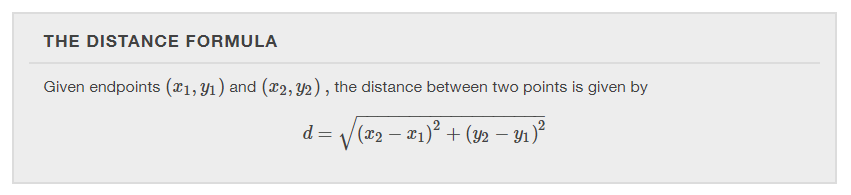 THE DISTANCE FORMULA
Given endpoints (x₁, y₁) and (x₂, y₂) , the distance between two points is given by
d = √((x₂ − x₁)² + (y₂ − y₁)²)